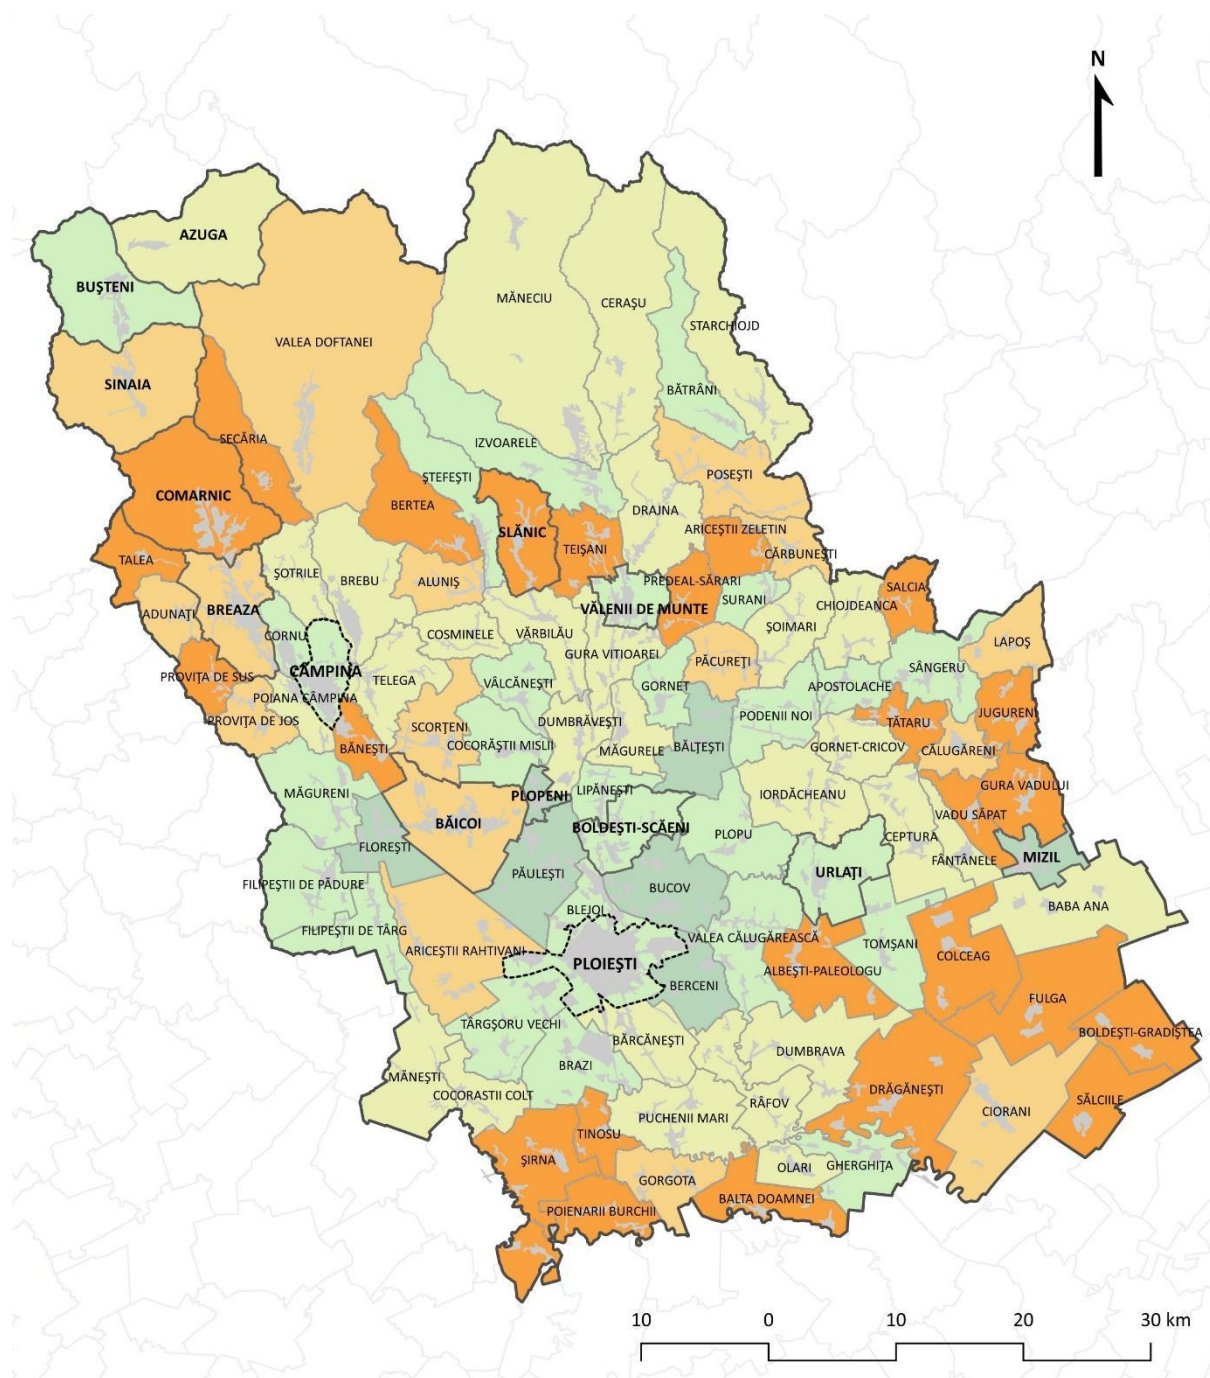 N
AZUGA
BUŞTENI
MĂNECIU
CERAŞU
STARCHIOJD
VALEA DOFTANEI
SINAIA
BĂTRÂNI
SECĂRIA
IZVOARELE
ŞTEFEŞTI
POSEŞTI
COMARNIC
BERTEA
SLĂNIC
DRAJNA
ARICEŞTII ZELETIN
TEIŞANI
CĂRBUNEŞTI
TALEA
ŞOTRILE
BREBU
ALUNIŞ
PREDEAL-SĂRARI
SALCIA
SURANI
CHIOJDEANCA
ADUNAŢI
BREAZA
VĂLENII DE MUNTE
CORNU
COSMINELE
VĂRBILĂU
ŞOIMARI
LAPOŞ
GURA VITIOAREI
PĂCUREŢI
SÂNGERU
CÂMPINA
PROVIŢA DE SUS
TELEGA
VÂLCĂNEŞTI
GORNET
APOSTOLACHE
POIANA CÂMPINA
JUGURENI
PROVIŢA DE JOS
SCORŢENI
DUMBRĂVEŞTI
PODENII NOI
TĂTARU
BĂNEŞTI
COCORĂŞTII MISLII
MĂGURELE
BĂLŢEŞTI
GORNET-CRICOV
CĂLUGĂRENI
MĂGURENI
PLOPENI
LIPĂNEŞTI
IORDĂCHEANU
GURA VADULUI
BĂICOI
BOLDEŞTI-SCĂENI
PLOPU
CEPTURA
VADU SĂPAT
FLOREŞTI
FÂNTÂNELE
MIZIL
PĂULEŞTI
URLAŢI
FILIPEŞTII DE PĂDURE
BUCOV
BLEJOI
BABA ANA
FILIPEŞTII DE TÂRG
ARICEŞTII RAHTIVANI
VALEA CĂLUGĂREASCĂ
TOMŞANI
PLOIEŞTI
ALBEŞTI-PALEOLOGU
COLCEAG
BERCENI
FULGA
TÂRGŞORU VECHI
BOLDEŞTI-GRADIŞTEA
BĂRCĂNEŞTI
DUMBRAVA
BRAZI
MĂNEŞTI
DRĂGĂNEŞTI
COCORASTII COLT
RÂFOV
CIORANI
SĂLCIILE
PUCHENII MARI
TINOSU
ŞIRNA
OLARI
GHERGHIŢA
GORGOTA
BALTA DOAMNEI
POIENARII BURCHII
10 0 10 20 30 km